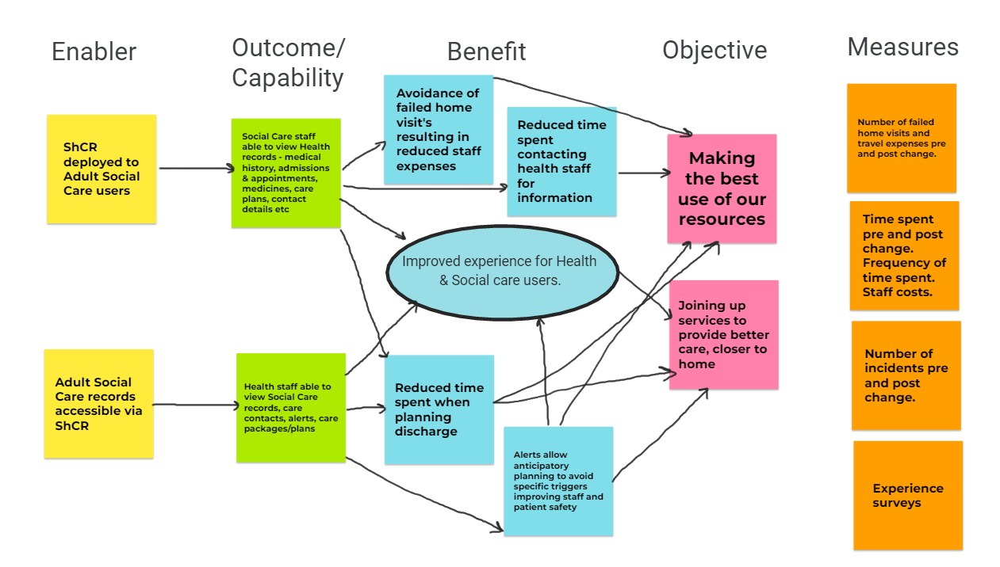 Enabler
Outcome/
Capability
Benefit
Objective
Measures
ShCR
deployed to
Adult Social
Care users
Social Care staff
able to view Health
records - medical
history, admissions
& appointments,
medicines, care
plans, contact
details etc
Avoidance of
failed home
visit's
resulting in
reduced staff
expenses
Reduced time
spent
contacting
health staff
for
information
Making
the best
use of our
resources
Number of failed
home visits and
travel expenses pre
and post change.
Time spent
pre and post
change.
Frequency of
time spent.
Staff costs.
Improved experience for Health
& Social care users.
Joining up
services to
provide better
care, closer to
home
Number of
incidents pre
and post
change.
Adult Social
Care records
accessible via
ShCR
Health staff able to
view Social Care
records, care
contacts, alerts, care
packages/plans
Reduced time
spent when
planning
discharge
Alerts allow
anticipatory
planning to avoid
specific triggers
improving staff and
patient safety
Experience
surveys